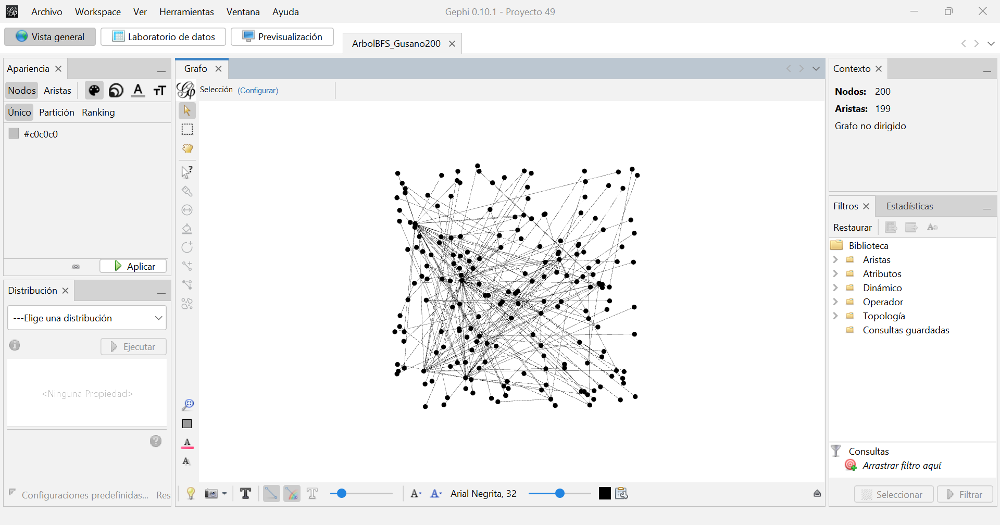 Archivo Workspace Ver Herramientas Ventana Ayuda Gephi 0.10.1 - Proyecto 49
Vista general Laboratorio de datos Previsualización ArbolBFS_Gusano200
Apariencia
Nodos Aristas
Único Partición Ranking
#c0c0c0
Aplicar
Distribución
---Elige una distribución
Ejecutar
<Ninguna Propiedad>
Configuraciones predefinidas... Res
Grafo
Selección (Configurar)
Arial Negrita, 32
Contexto
Nodos: 200
Aristas: 199
Grafo no dirigido
Filtros Estadísticas
Restaurar
Biblioteca
Aristas
Atributos
Dinámico
Operador
Topología
Consultas guardadas
Consultas
Arrastrar filtro aquí
Seleccionar Filtrar